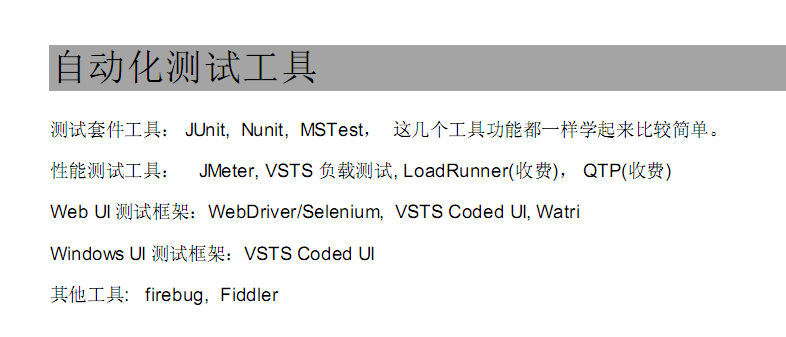 自动化测试工具
测试套件工具： JUnit, Nunit, MSTest， 这几个工具功能都一样学起来比较简单。
性能测试工具： JMeter, VSTS 负载测试, LoadRunner(收费)， QTP(收费)
Web UI 测试框架：WebDriver/Selenium, VSTS Coded UI, Watri
Windows UI 测试框架：VSTS Coded UI
其他工具: firebug, Fiddler